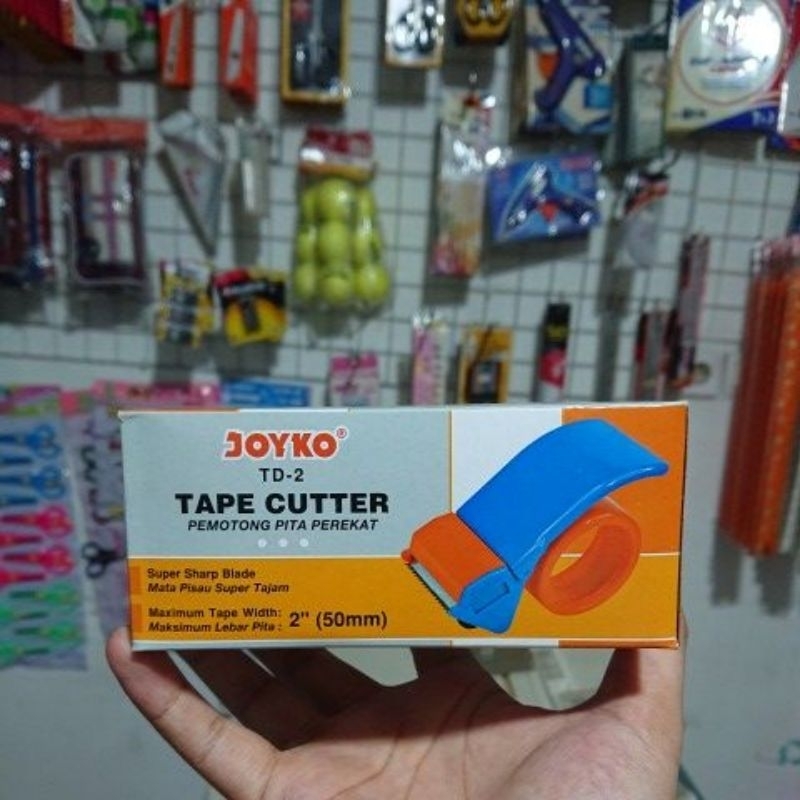 JOYKO®
TD-2
TAPE CUTTER
PEMOTONG PITA PEREKAT
Super Sharp Blade
Mata Pisau Super Tajam
Maximum Tape Width: 2" (50mm)
Maksimum Lebar Pita :